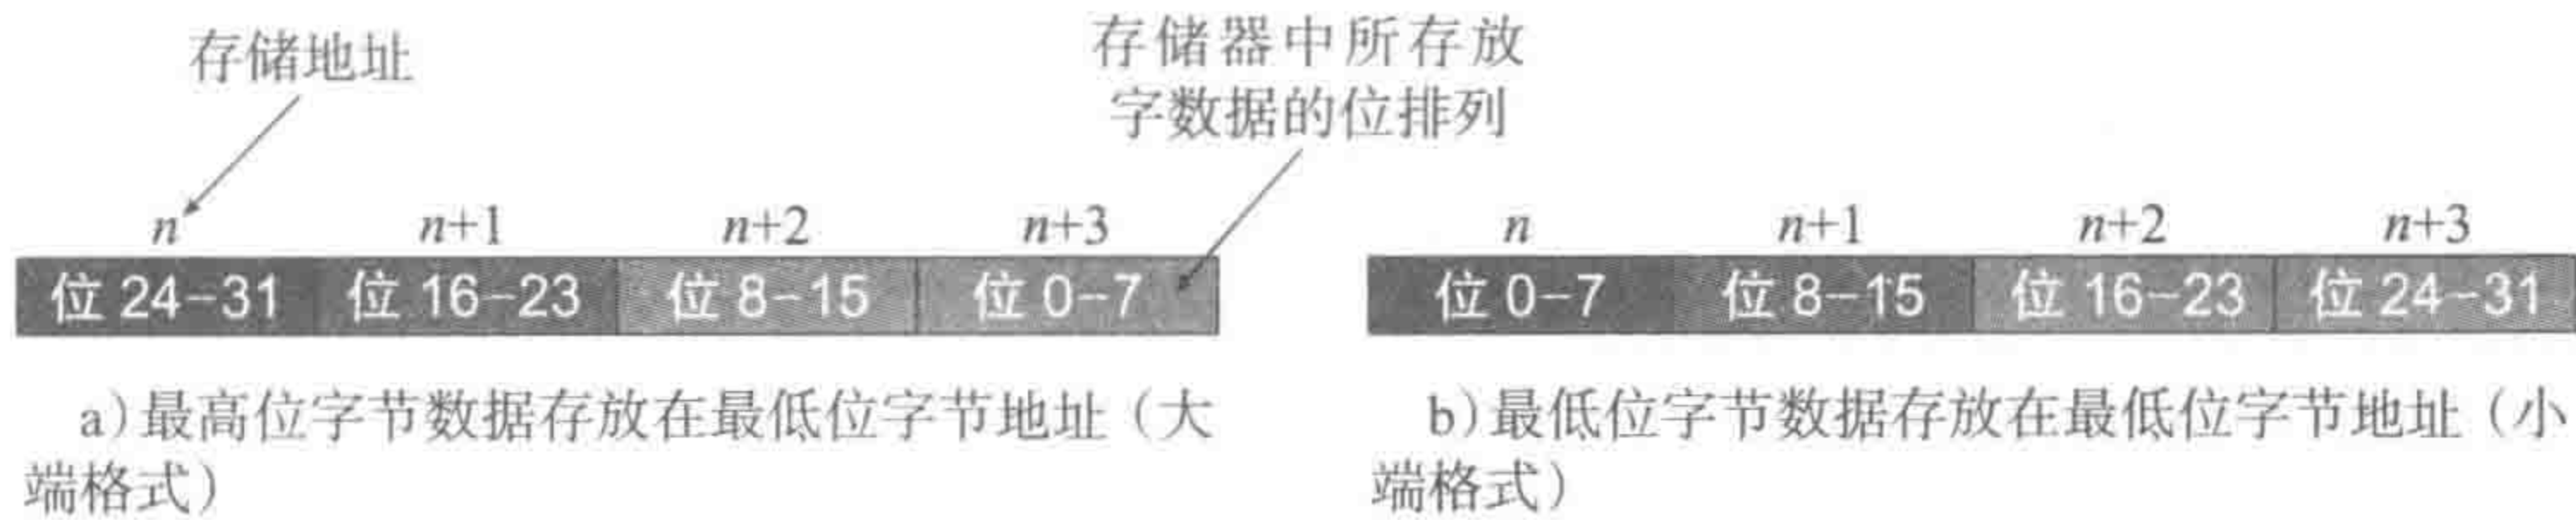 存储地址
存储器中所存放
字数据的位排列
n n+1 n+2 n+3
位 24-31 位 16-23 位 8-15 位 0-7
a)最高位字节数据存放在最低位字节地址（大
端格式）
n n+1 n+2 n+3
位 0-7 位 8-15 位 16-23 位 24-31
b)最低位字节数据存放在最低位字节地址（小
端格式）